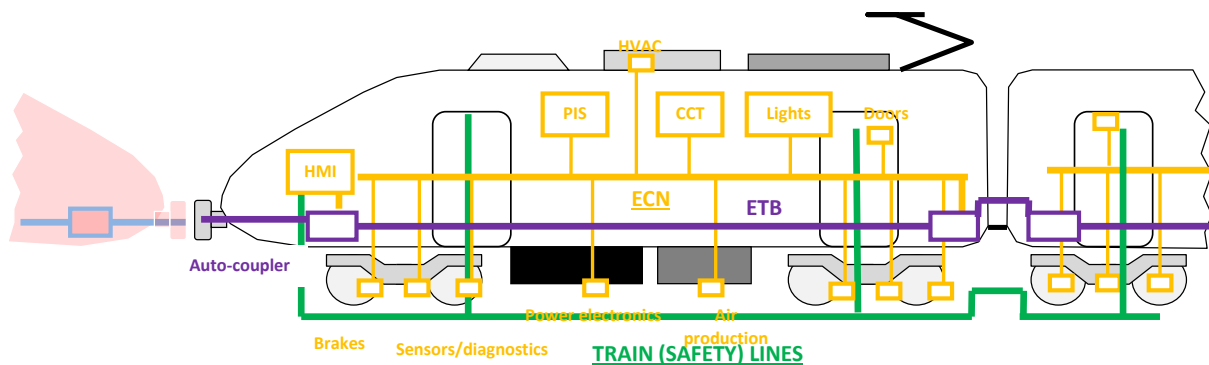 HVAC
PIS
CCT
Lights
Doors
HMI
ECN
ETB
Auto-coupler
Power electronics
Air
production
Brakes
Sensors/diagnostics
TRAIN (SAFETY) LINES